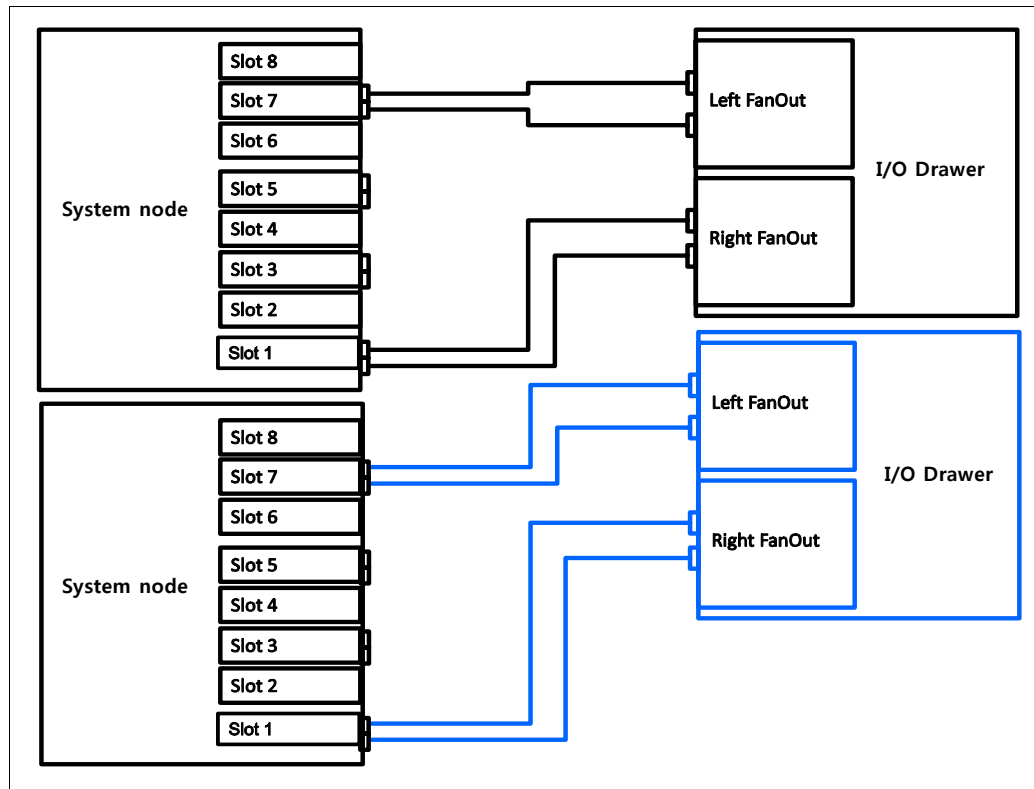 Slot 8
Slot 7
Slot 6
Slot 5
System node
Slot 4
Slot 3
Slot 2
Slot 1
Left FanOut
I/O Drawer
Right FanOut
Slot 8
Slot 7
Slot 6
Slot 5
System node
Slot 4
Slot 3
Slot 2
Slot 1
Left FanOut
I/O Drawer
Right FanOut